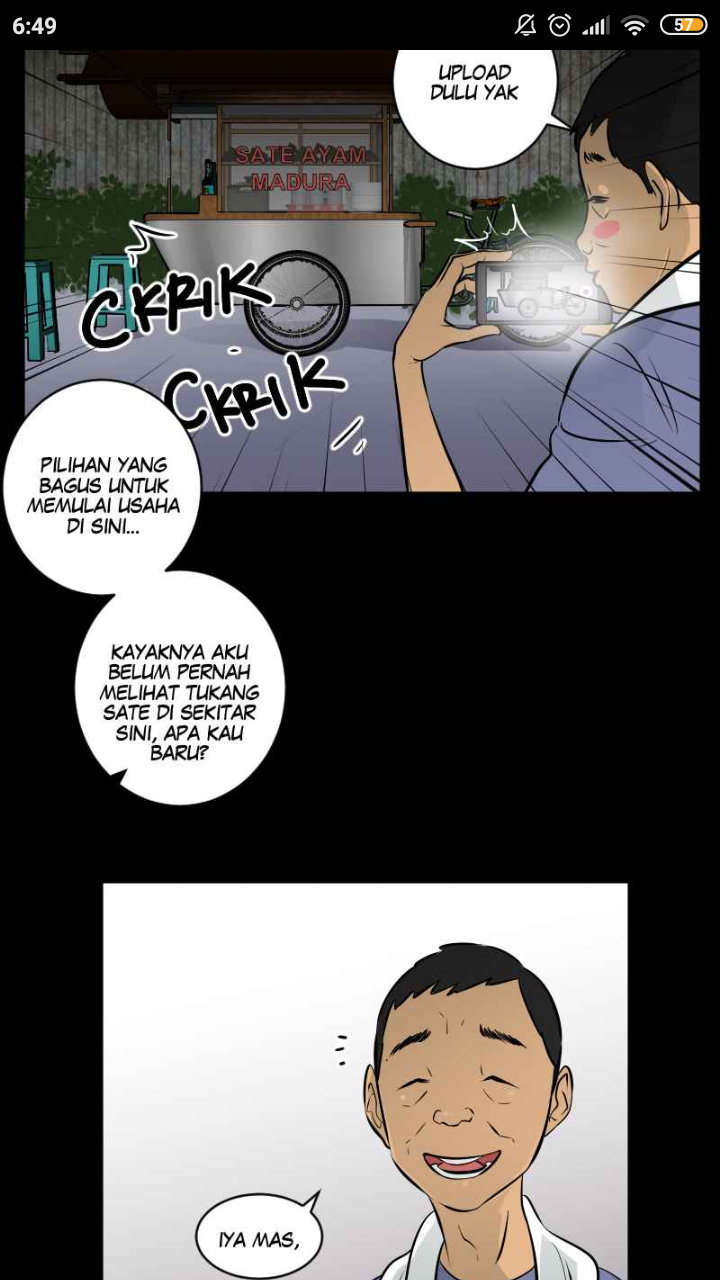 6:49
57
UPLOAD
DULU YAK
SATE AYAM
MADURA
CKRIK
CKRIK
PILIHAN YANG
BAGUS UNTUK
MEMULAI USAHA
DI SINI...
KAYAKNYA AKU
BELUM PERNAH
MELIHAT TUKANG
SATE DI SEKITAR
SINI, APA KAU
BARU?
IYA MAS,